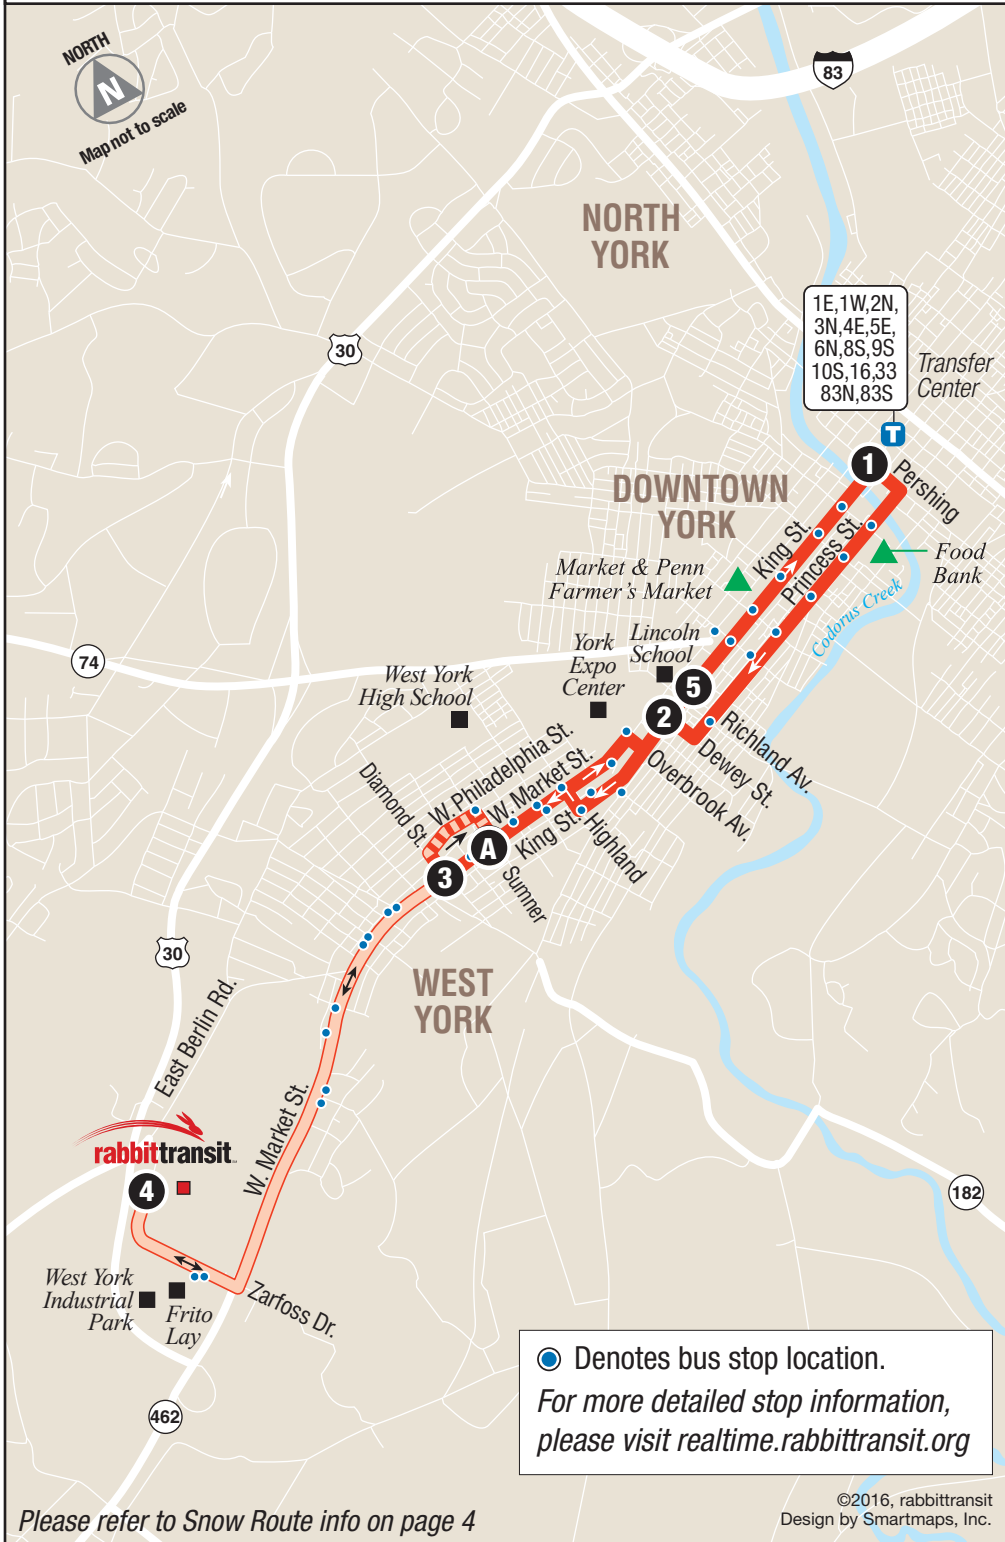 NORTH
N
Map not to scale
83
NORTH
YORK
30
1E,1W,2N,
3N,4E,5E,
6N,8S,9S
10S,16,33
83N,83S
Transfer
Center
T
1
Pershing
DOWNTOWN
YORK
King St.
Princess St.
Food
Bank
Market & Penn
Farmer's Market
Codorus Creek
74
Lincoln
School
York
Expo
Center
West York
High School
5
2
Richland Av.
Dewey St.
Overbrook Av.
W. Philadelphia St.
W. Market St.
Diamond St.
King St.
Highland
A
3
Sumner
30
WEST
YORK
East Berlin Rd.
W. Market St.
rabbittransit
4
182
West York
Industrial
Park
Frito
Lay
Zarfoss Dr.
462
Denotes bus stop location.
For more detailed stop information,
please visit realtime.rabbittransit.org
Please refer to Snow Route info on page 4
©2016, rabbittransit
Design by Smartmaps, Inc.